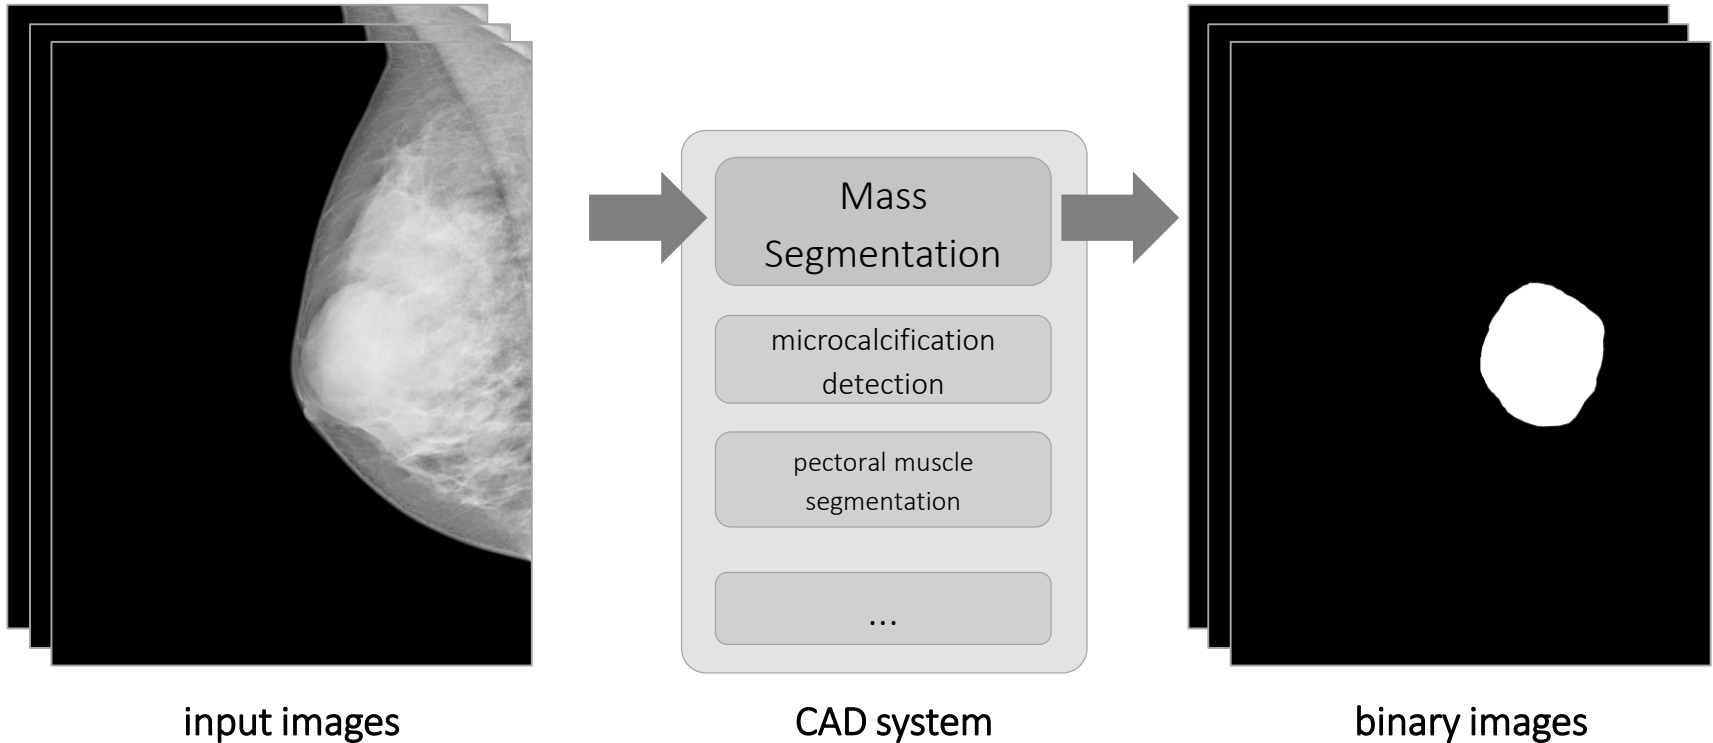 Mass
Segmentation
microcalcification
detection
pectoral muscle
segmentation
...
input images
CAD system
binary images